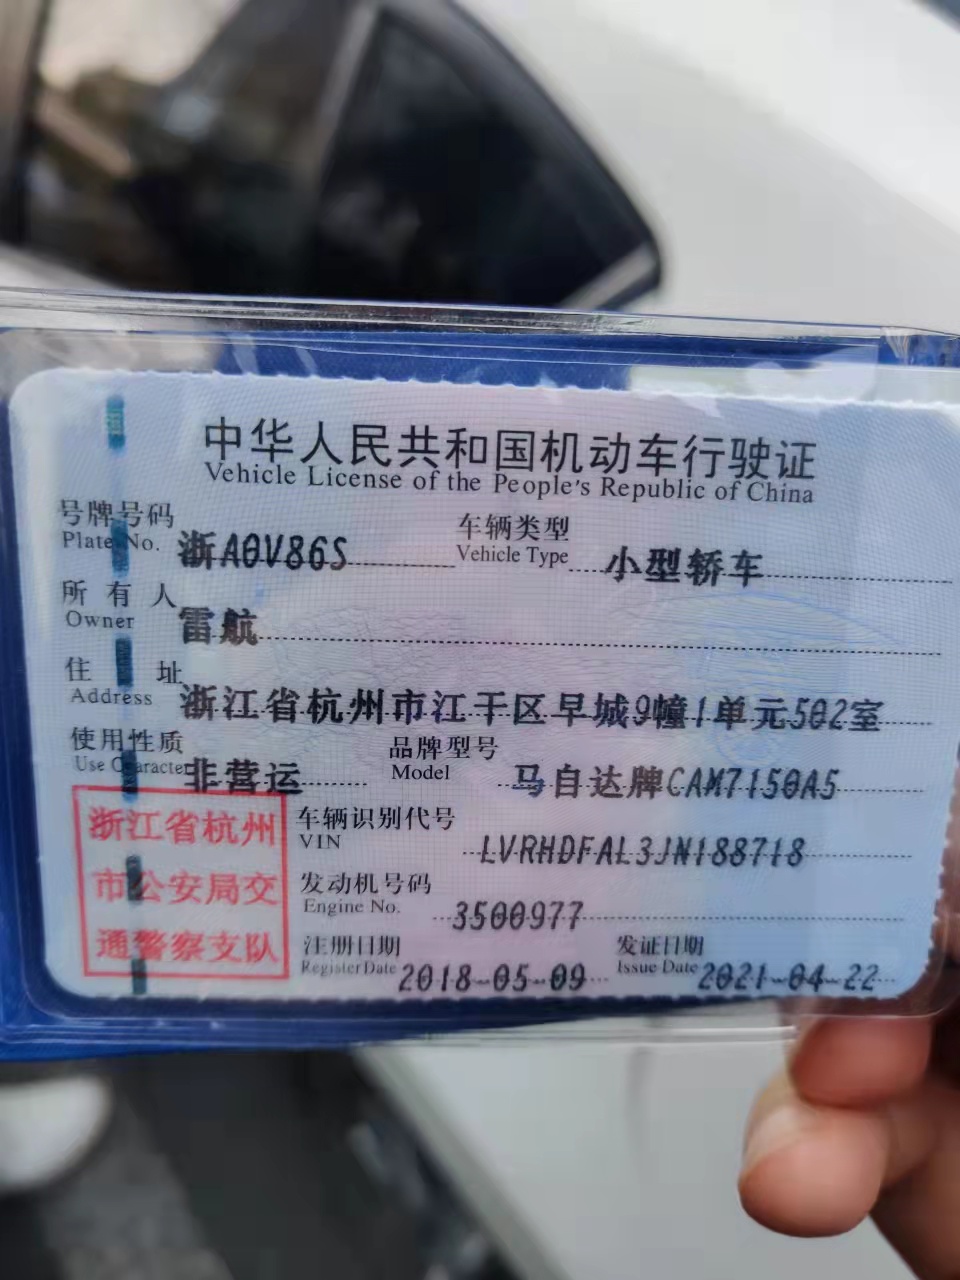 中华人民共和国机动车行驶证
Vehicle License of the People's Republic of China
号牌号码 浙A0V86S 车辆类型 小型轿车
Plate No. Vehicle Type
所有人 雷航
Owner
住址 浙江省杭州市江干区早城9幢1单元502室
Address
使用性质 非营运 品牌型号 马自达牌CAM7150A5
Use Character Model
浙江省杭州
市公安局交
通警察支队
车辆识别代号 LVRHDFAL3JN188718
VIN
发动机号码 3500977
Engine No.
注册日期 2018-05-09 发证日期 2021-04-22
Register Date Issue Date